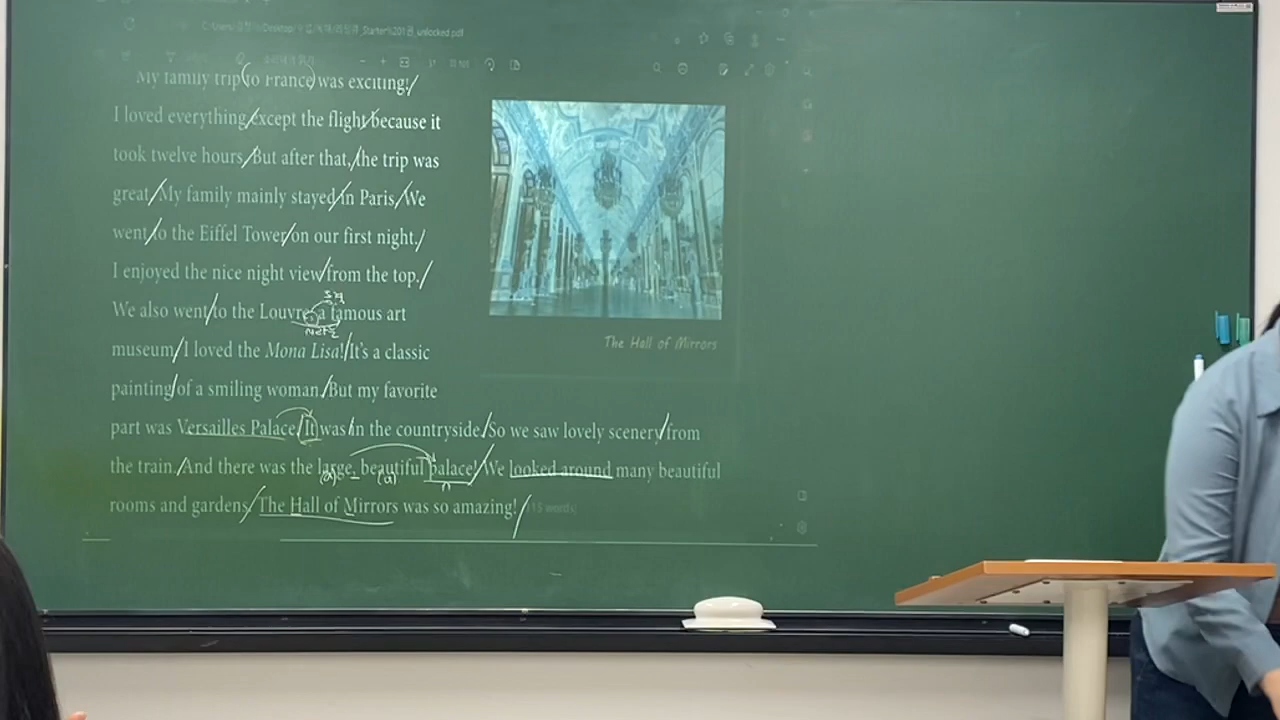 My family trip to France was exciting!
I loved everything except the flight because it
took twelve hours. But after that, the trip was
great. My family mainly stayed in Paris. We
went to the Eiffel Tower on our first night.
I enjoyed the nice night view from the top.
We also went to the Louvre, a famous art
museum. I loved the Mona Lisa! It's a classic
painting of a smiling woman. But my favorite
part was Versailles Palace. It was in the countryside. So we saw lovely scenery from
the train. And there was the large, beautiful palace! We looked around many beautiful
(a) (a) n
rooms and gardens. The Hall of Mirrors was so amazing!
The Hall of Mirrors